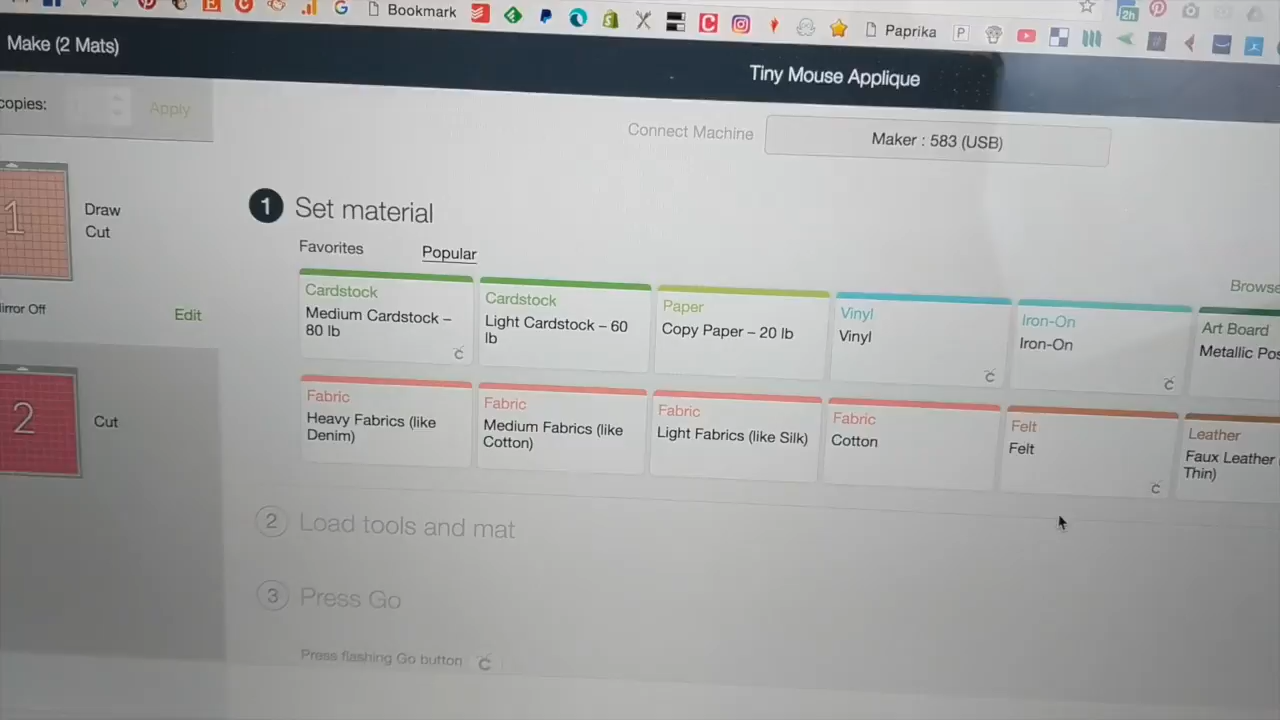 Bookmark
Paprika
2h
Make (2 Mats)
Tiny Mouse Applique
copies:
Apply
Connect Machine
Maker : 583 (USB)
1
Draw
Cut
1 Set material
Favorites
Popular
Browse
Mirror Off
Edit
Cardstock
Medium Cardstock –
80 lb
Cardstock
Light Cardstock – 60
lb
Paper
Copy Paper – 20 lb
Vinyl
Vinyl
Iron-On
Iron-On
Art Board
Metallic Pos
2
Cut
Fabric
Heavy Fabrics (like
Denim)
Fabric
Medium Fabrics (like
Cotton)
Fabric
Light Fabrics (like Silk)
Fabric
Cotton
Felt
Felt
Leather
Faux Leather (
Thin)
2 Load tools and mat
3 Press Go
Press flashing Go button